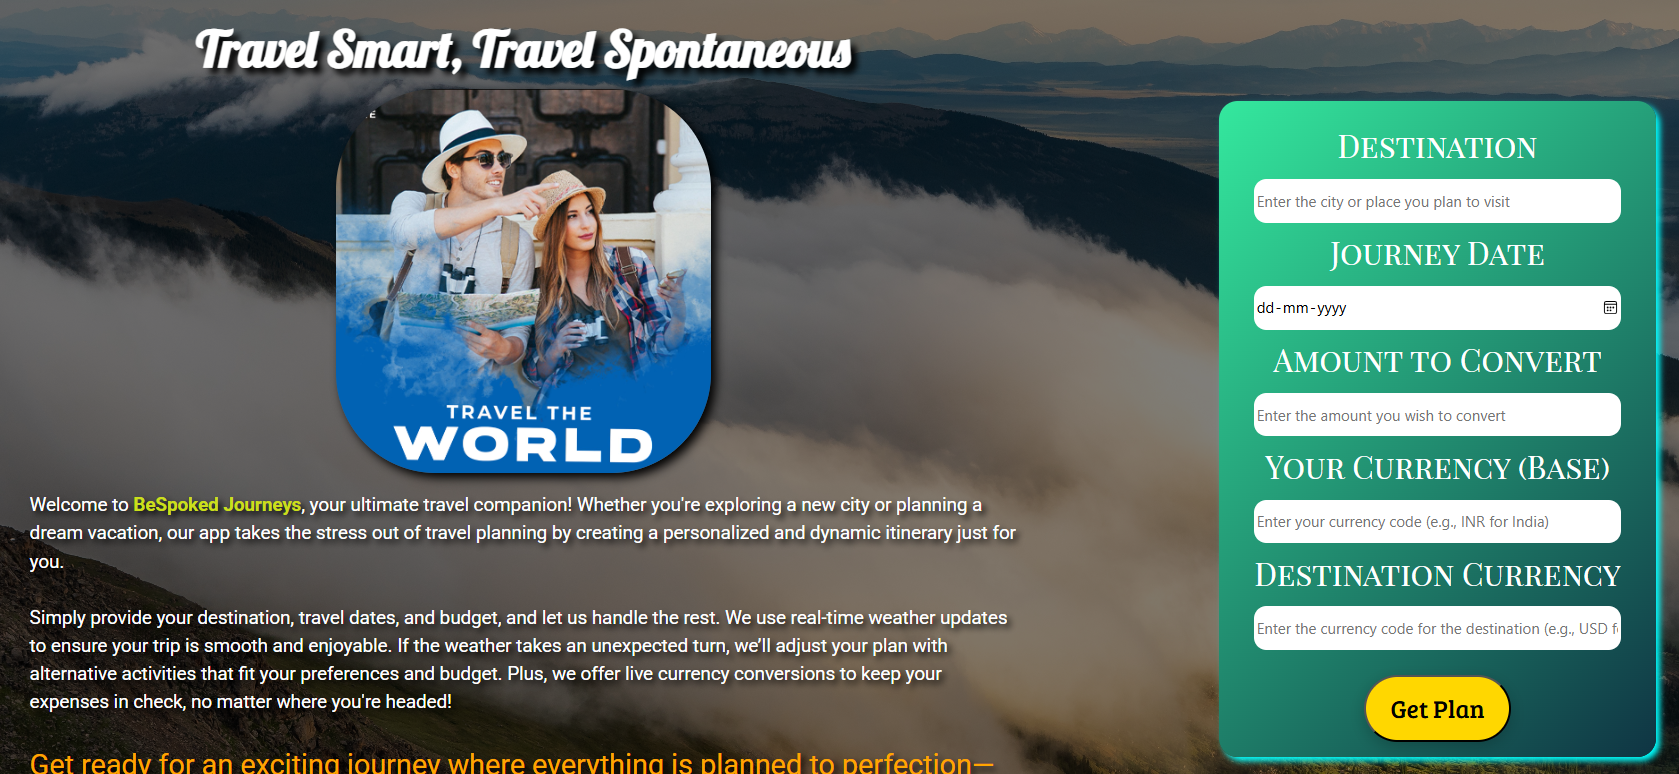 Travel Smart, Travel Spontaneous
TRAVEL THE
WORLD
Welcome to BeSpoked Journeys, your ultimate travel companion! Whether you're exploring a new city or planning a
dream vacation, our app takes the stress out of travel planning by creating a personalized and dynamic itinerary just for
you.
Simply provide your destination, travel dates, and budget, and let us handle the rest. We use real-time weather updates
to ensure your trip is smooth and enjoyable. If the weather takes an unexpected turn, we’ll adjust your plan with
alternative activities that fit your preferences and budget. Plus, we offer live currency conversions to keep your
expenses in check, no matter where you're headed!
Get ready for an exciting journey where everything is planned to perfection—
Destination
Enter the city or place you plan to visit
Journey Date
dd-mm-yyyy
Amount to Convert
Enter the amount you wish to convert
Your Currency (Base)
Enter your currency code (e.g., INR for India)
Destination Currency
Enter the currency code for the destination (e.g., USD f
Get Plan